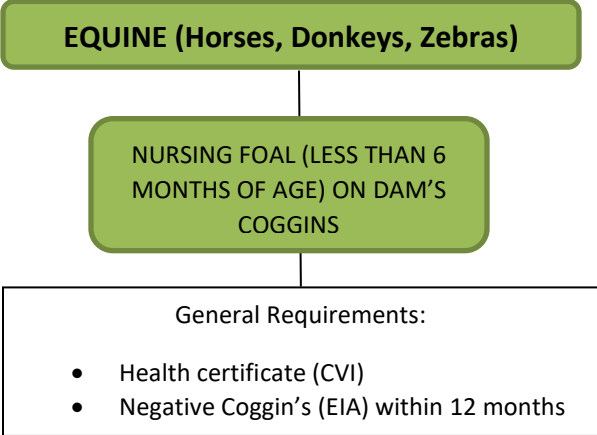 EQUINE (Horses, Donkeys, Zebras)
NURSING FOAL (LESS THAN 6
MONTHS OF AGE) ON DAM’S
COGGINS
General Requirements:
• Health certificate (CVI)
• Negative Coggin’s (EIA) within 12 months